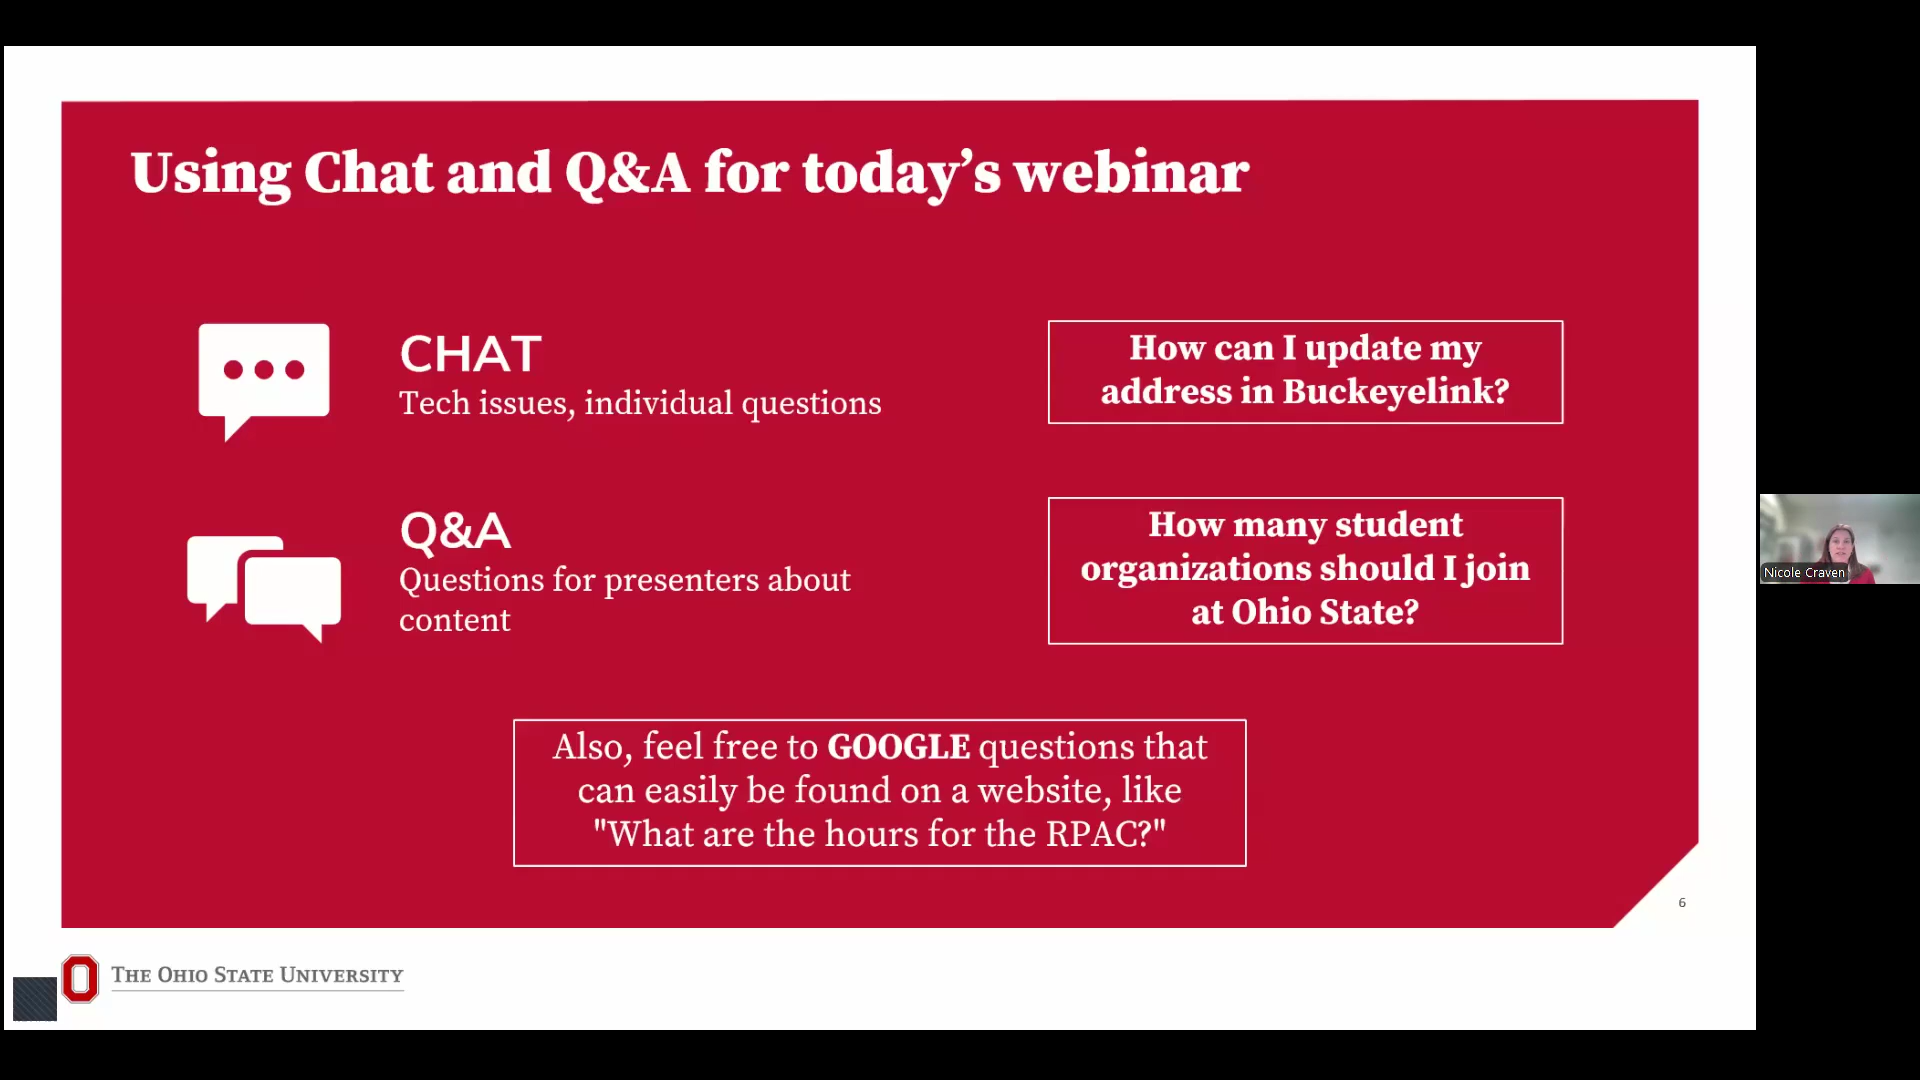 Using Chat and Q&A for today’s webinar
CHAT
Tech issues, individual questions
How can I update my
address in Buckeyelink?
Q&A
Questions for presenters about
content
How many student
organizations should I join
at Ohio State?
Also, feel free to GOOGLE questions that
can easily be found on a website, like
"What are the hours for the RPAC?"
6
THE OHIO STATE UNIVERSITY
Nicole Craven